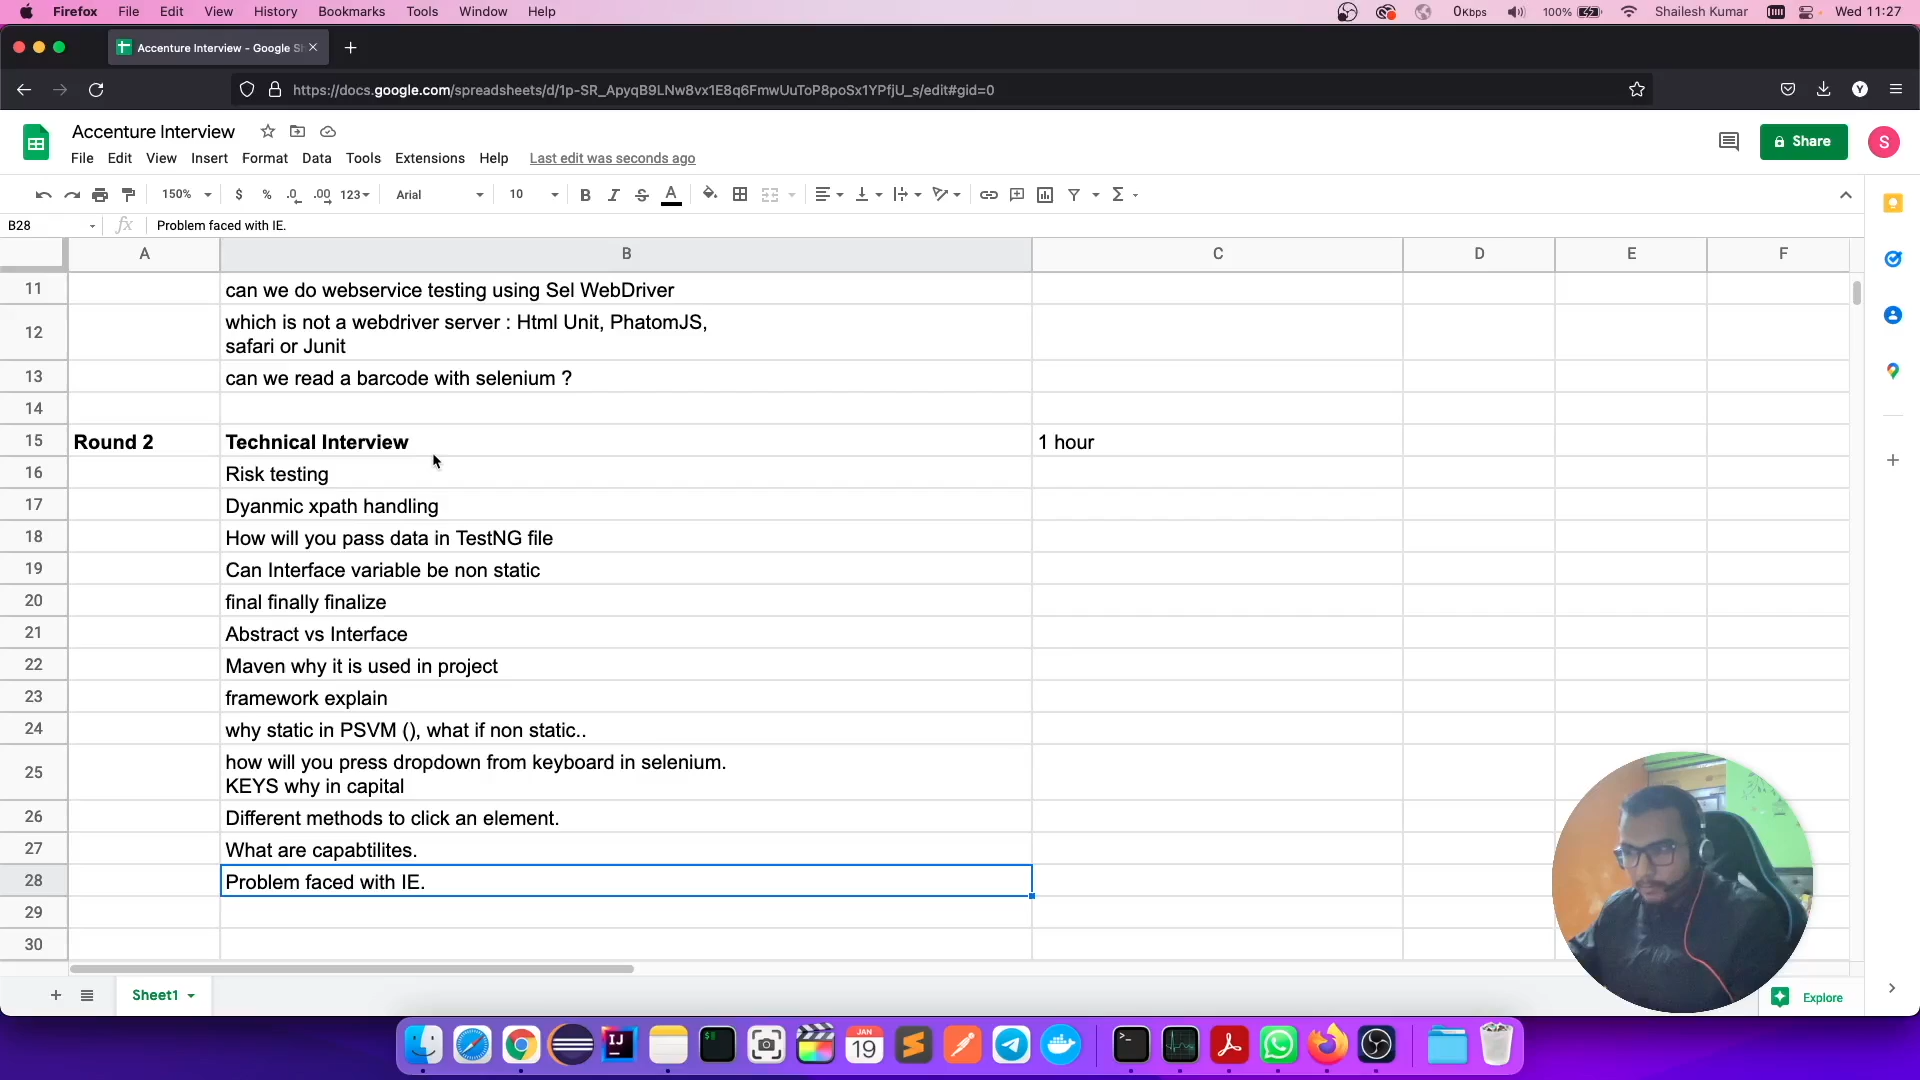 Firefox File Edit View History Bookmarks Tools Window Help 0Kbps 100% Shailesh Kumar Wed 11:27
Accenture Interview - Google S
https://docs.google.com/spreadsheets/d/1p-SR_ApyqB9LNw8vx1E8q6FmwUuToP8poSx1YPfjU_s/edit#gid=0 Y
Accenture Interview
Share S
File Edit View Insert Format Data Tools Extensions Help Last edit was seconds ago
150% $ % .0 .00 123 Arial 10 B I S A Σ
B28 fx Problem faced with IE.
A B C D E F
11 can we do webservice testing using Sel WebDriver
12 which is not a webdriver server : Html Unit, PhatomJS,
safari or Junit
13 can we read a barcode with selenium ?
14
15 Round 2 Technical Interview 1 hour
16 Risk testing
17 Dyanmic xpath handling
18 How will you pass data in TestNG file
19 Can Interface variable be non static
20 final finally finalize
21 Abstract vs Interface
22 Maven why it is used in project
23 framework explain
24 why static in PSVM (), what if non static..
25 how will you press dropdown from keyboard in selenium.
KEYS why in capital
26 Different methods to click an element.
27 What are capabtilites.
28 Problem faced with IE.
29
30
Sheet1 Explore
IJ JAN
19